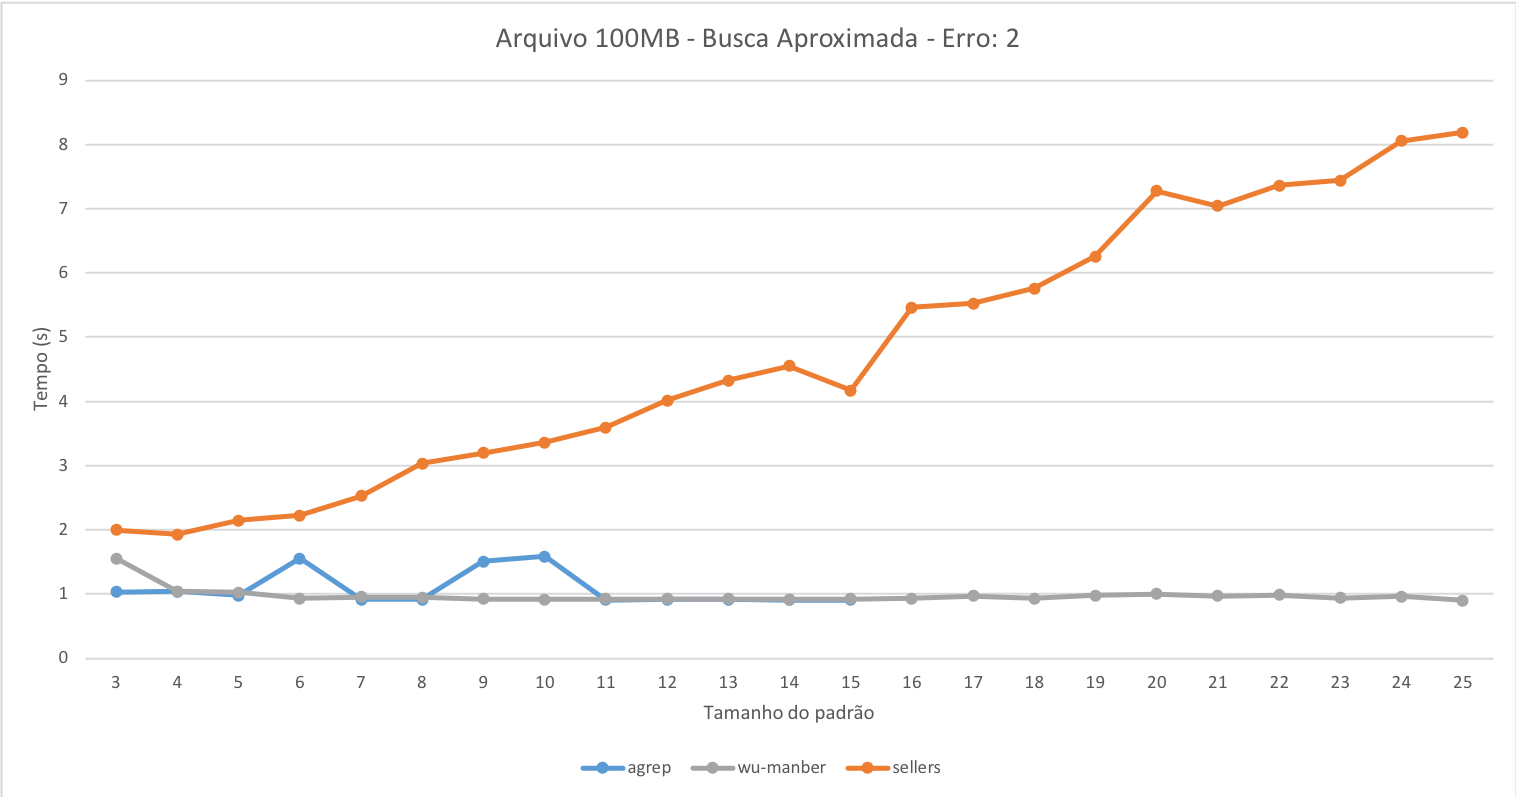 Arquivo 100MB - Busca Aproximada - Erro: 2
9
8
7
6
5
4
3
2
1
0
Tempo (s)
3 4 5 6 7 8 9 10 11 12 13 14 15 16 17 18 19 20 21 22 23 24 25
Tamanho do padrão
agrep wu-manber sellers